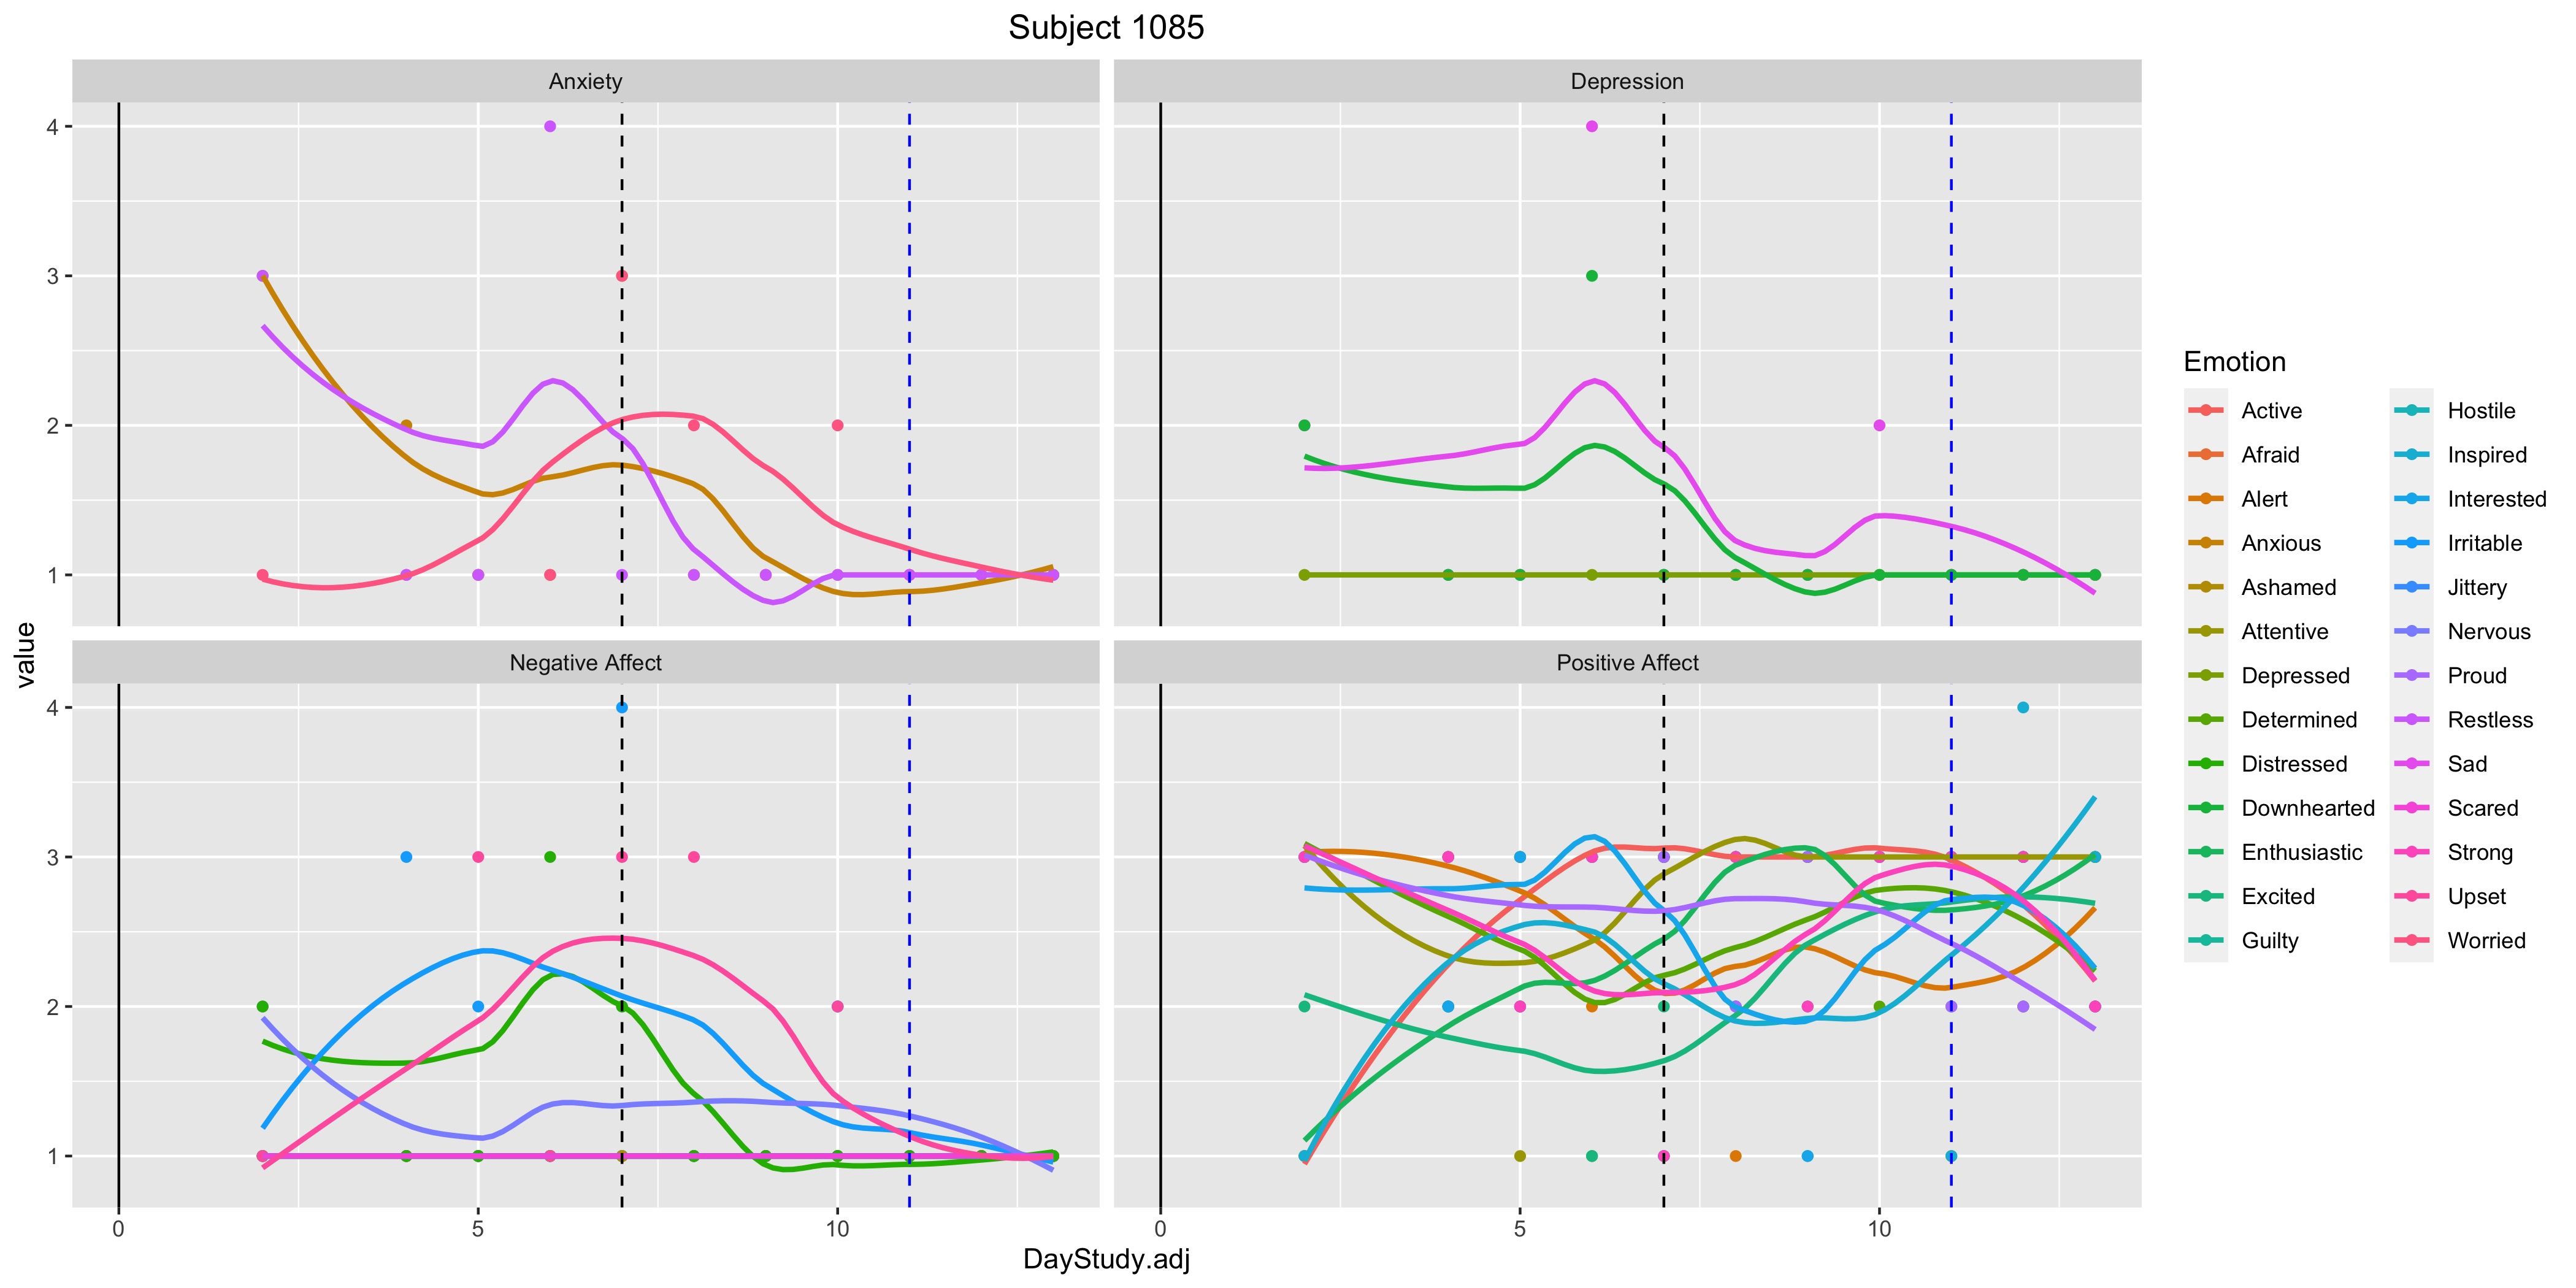 Subject 1085
Anxiety
Depression
4
3
2
1
value
Negative Affect
Positive Affect
4
3
2
1
0
5
10
0
5
10
DayStudy.adj
Emotion
Active
Afraid
Alert
Anxious
Ashamed
Attentive
Depressed
Determined
Distressed
Downhearted
Enthusiastic
Excited
Guilty
Hostile
Inspired
Interested
Irritable
Jittery
Nervous
Proud
Restless
Sad
Scared
Strong
Upset
Worried